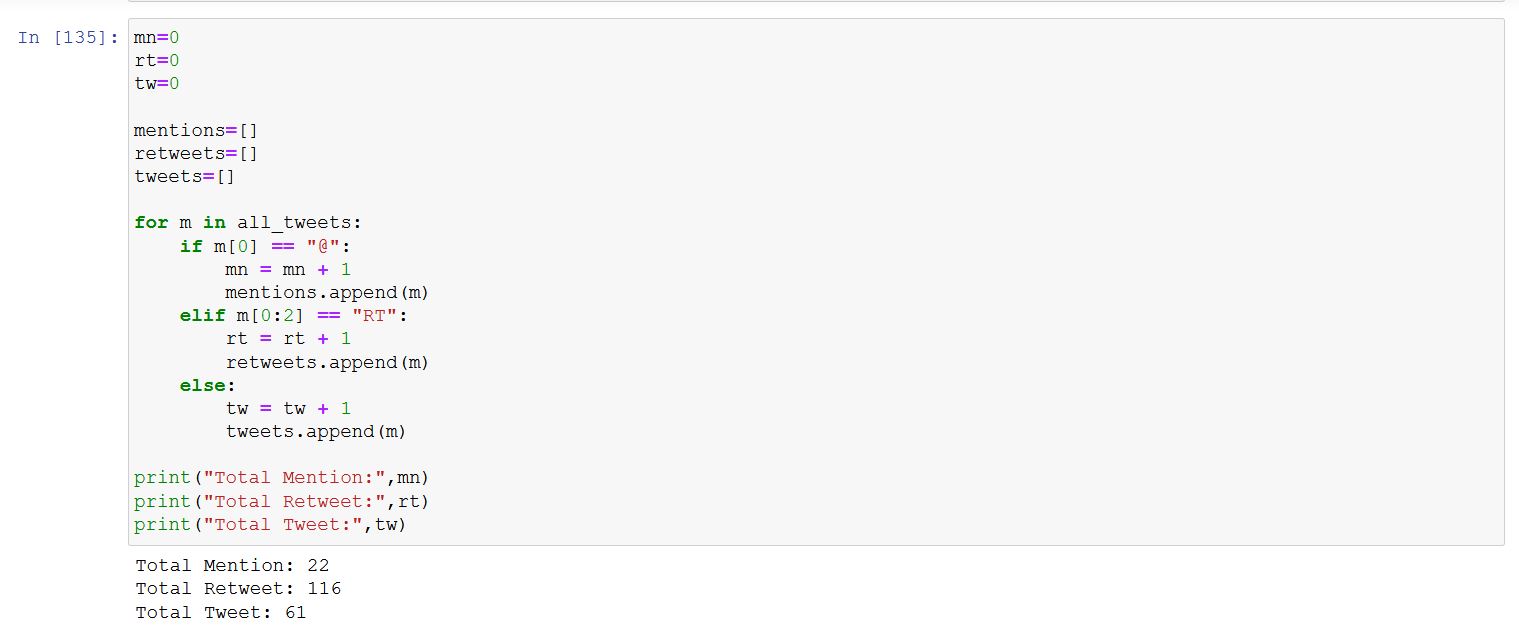 In [135]: mn=0
rt=0
tw=0
mentions=[]
retweets=[]
tweets=[]
for m in all_tweets:
    if m[0] == "@":
        mn = mn + 1
        mentions.append(m)
    elif m[0:2] == "RT":
        rt = rt + 1
        retweets.append(m)
    else:
        tw = tw + 1
        tweets.append(m)
print("Total Mention:",mn)
print("Total Retweet:",rt)
print("Total Tweet:",tw)
Total Mention: 22
Total Retweet: 116
Total Tweet: 61